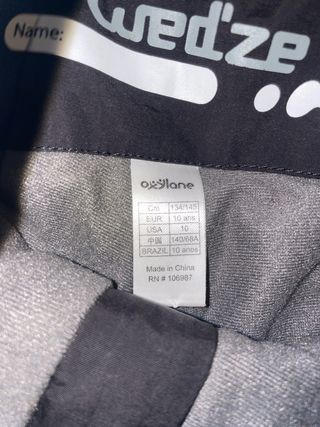 wed'ze
Name:
oxylane
Cm 134/145
EUR 10 ans
USA 10
中国 140/68A
BRAZIL 10 anos
Made in China
RN # 106987